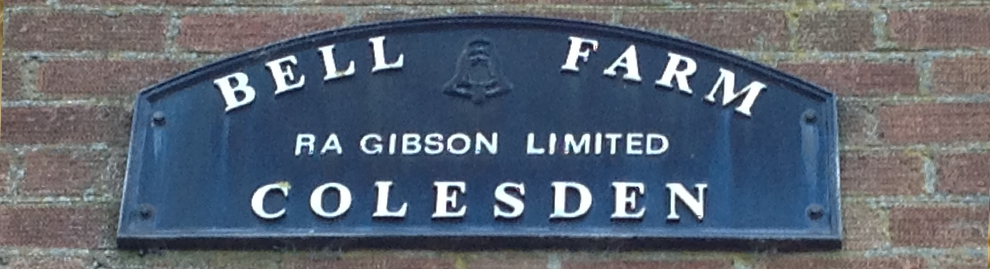 BELL FARM
RA GIBSON LIMITED
COLESDEN